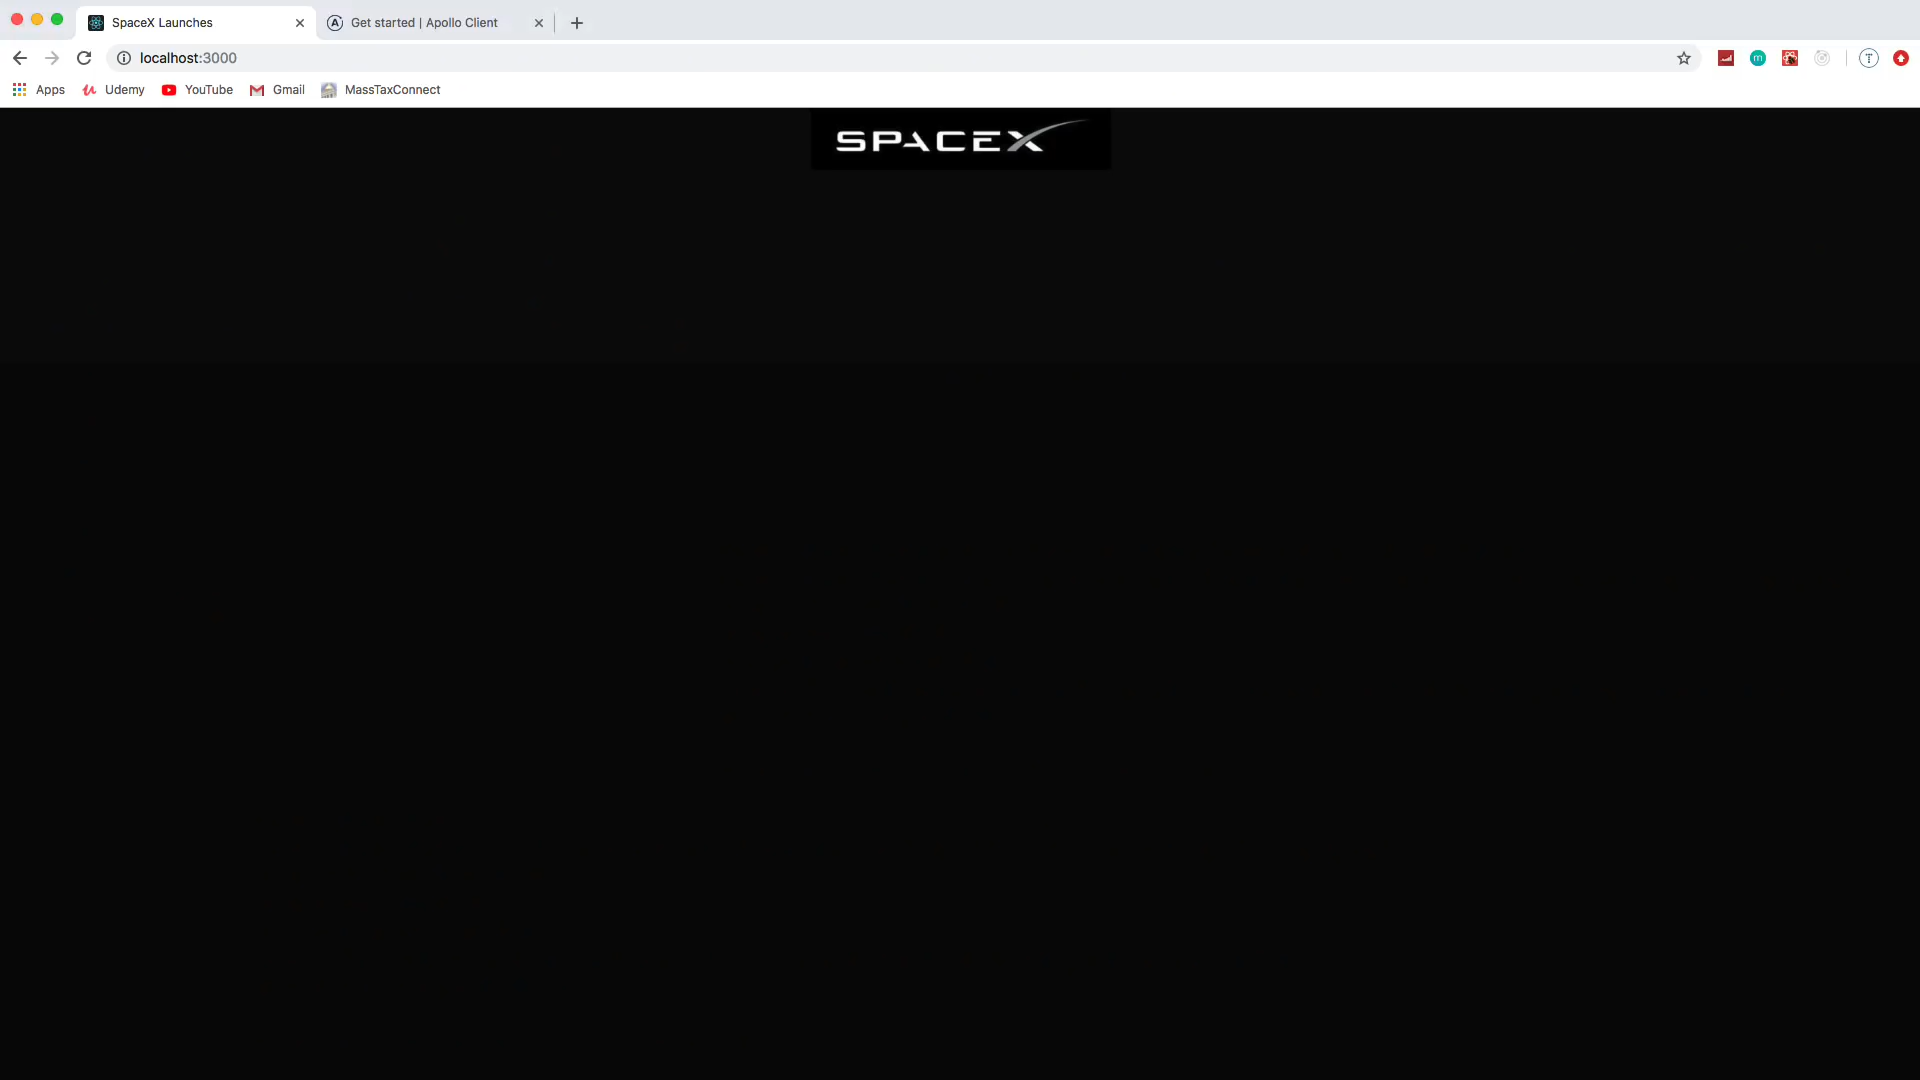 SpaceX Launches
Get started | Apollo Client
localhost:3000
Apps
Udemy
YouTube
Gmail
MassTaxConnect
SPACEX